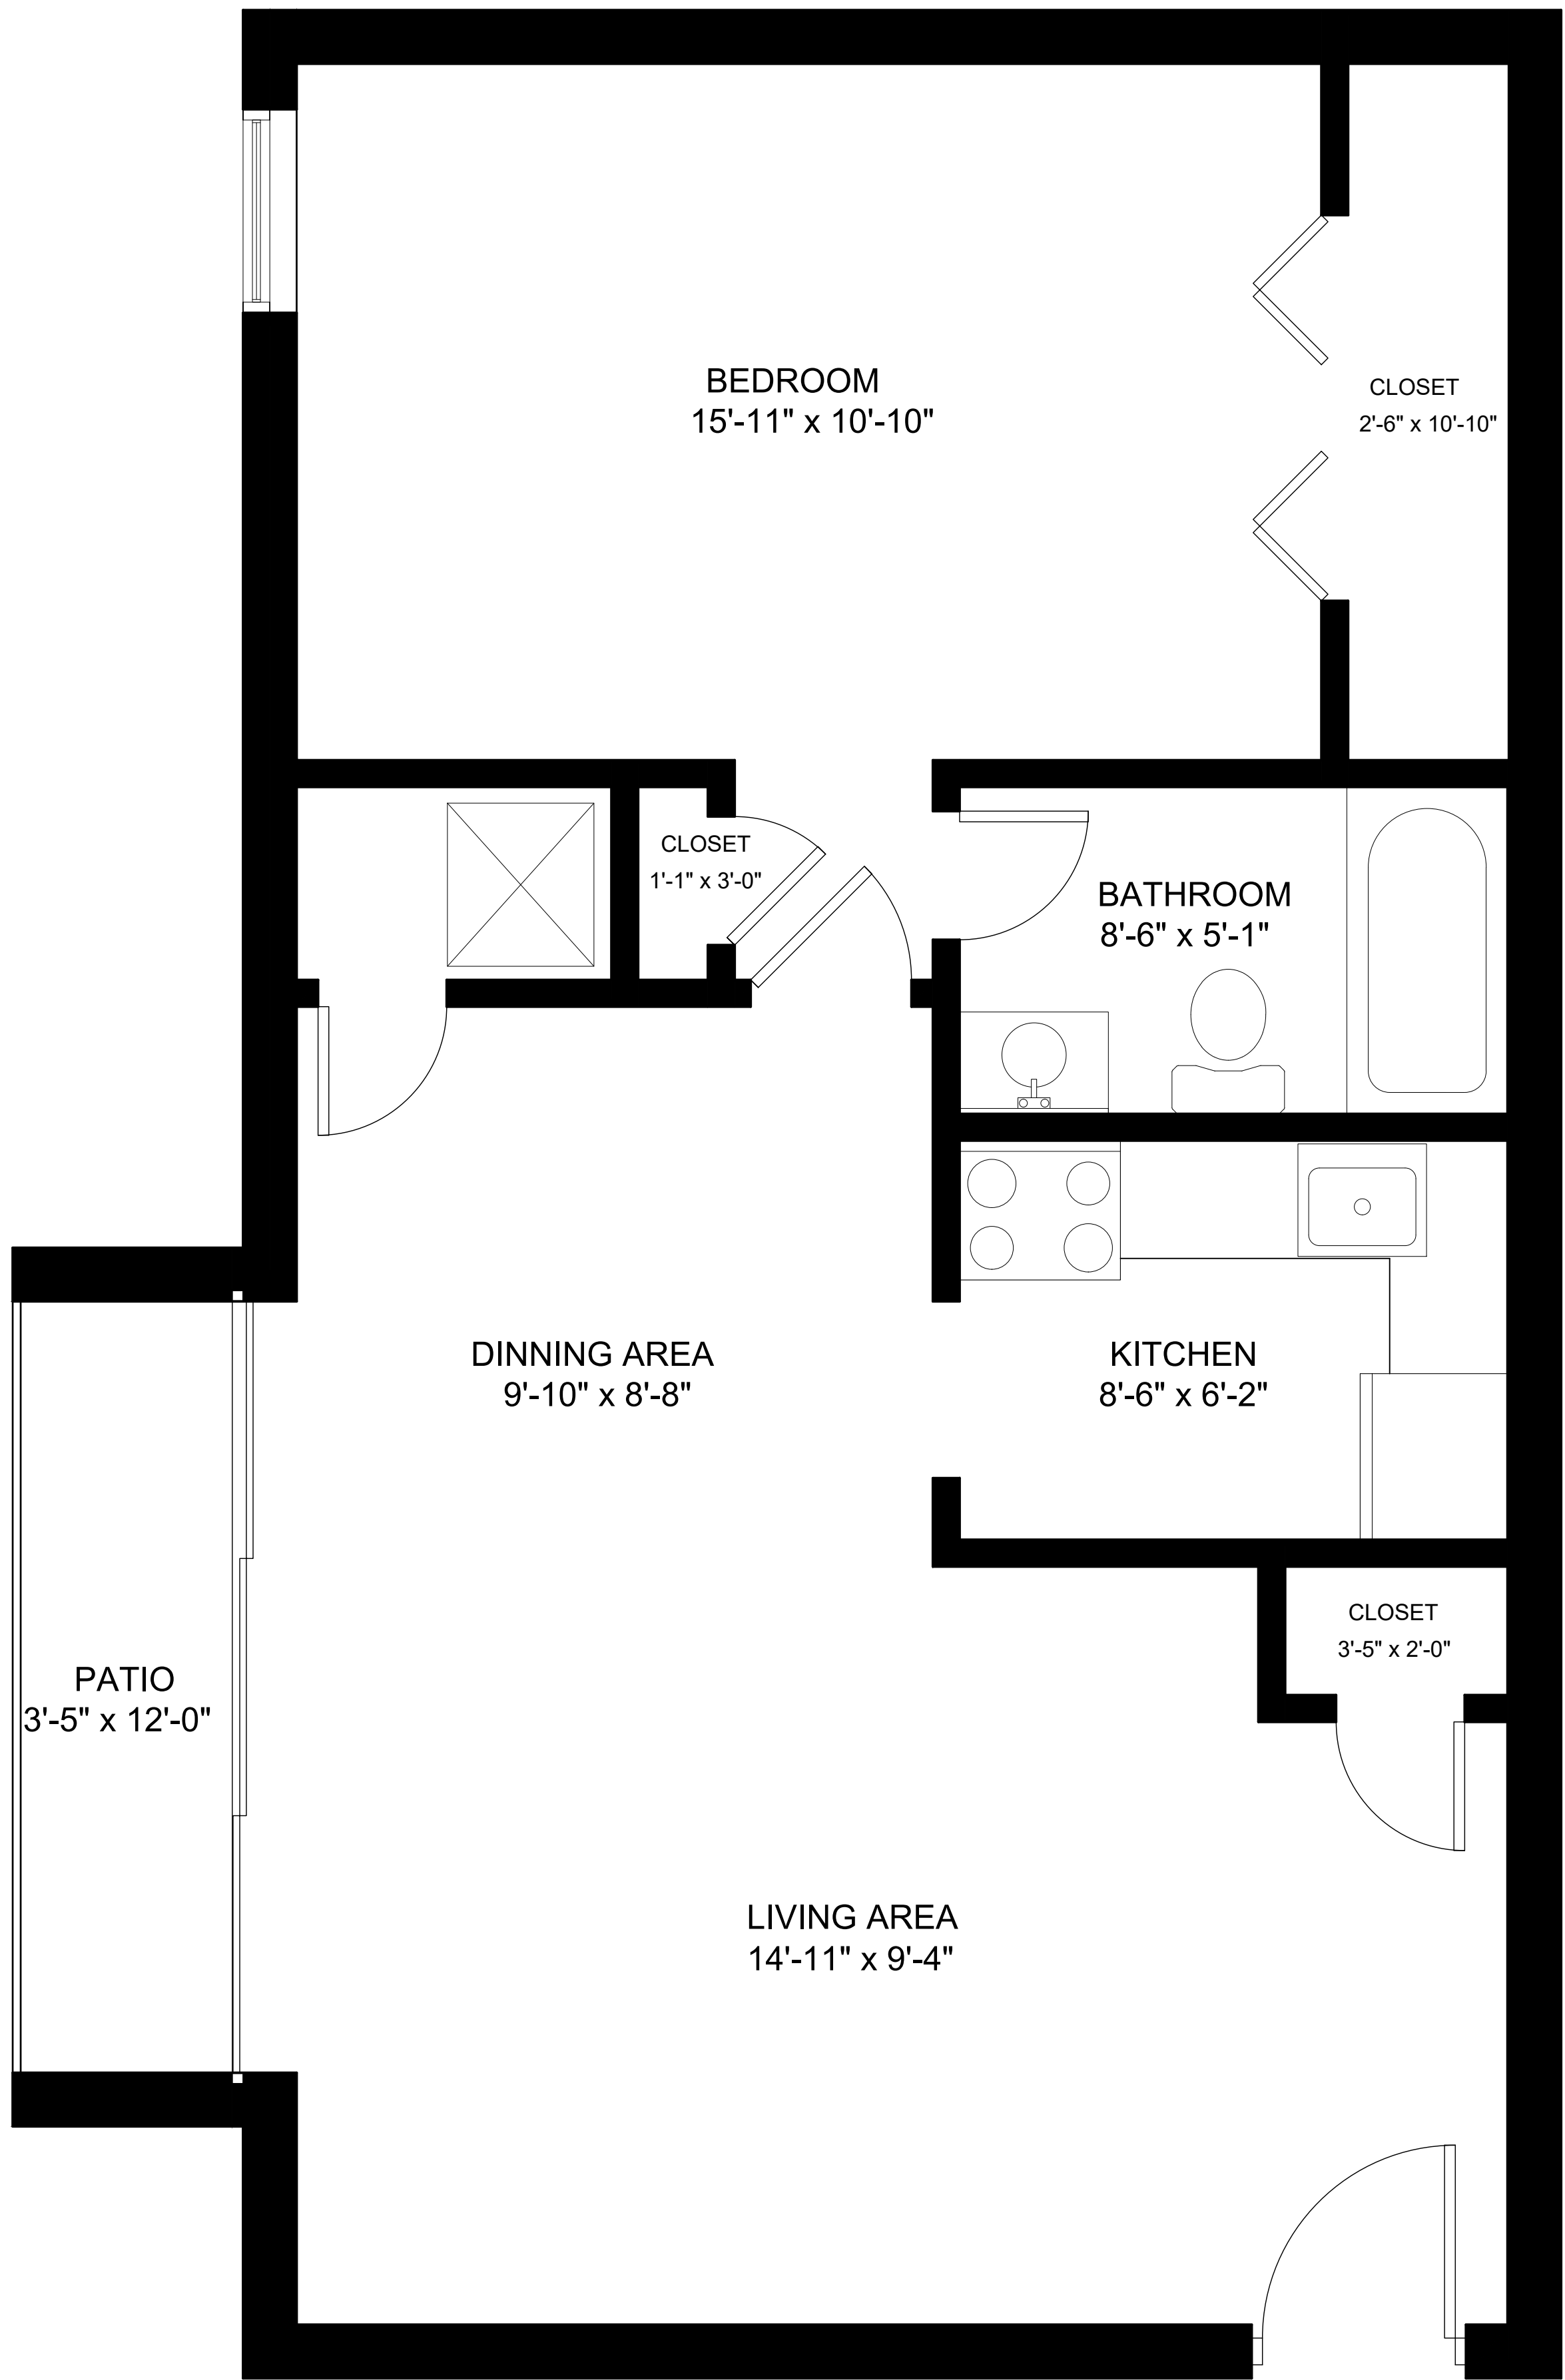 BEDROOM
15'-11" x 10'-10"
CLOSET
2'-6" x 10'-10"
CLOSET
1'-1" x 3'-0"
BATHROOM
8'-6" x 5'-1"
DINNING AREA
9'-10" x 8'-8"
KITCHEN
8'-6" x 6'-2"
CLOSET
3'-5" x 2'-0"
PATIO
3'-5" x 12'-0"
LIVING AREA
14'-11" x 9'-4"